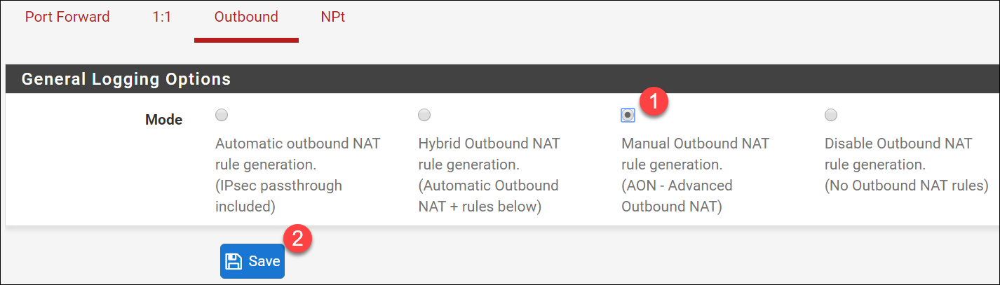 Port Forward 1:1 Outbound NPt
General Logging Options
Mode
1
Automatic outbound NAT
rule generation.
(IPsec passthrough
included)
Hybrid Outbound NAT
rule generation.
(Automatic Outbound
NAT + rules below)
Manual Outbound NAT
rule generation.
(AON - Advanced
Outbound NAT)
Disable Outbound NAT
rule generation.
(No Outbound NAT rules)
2
Save